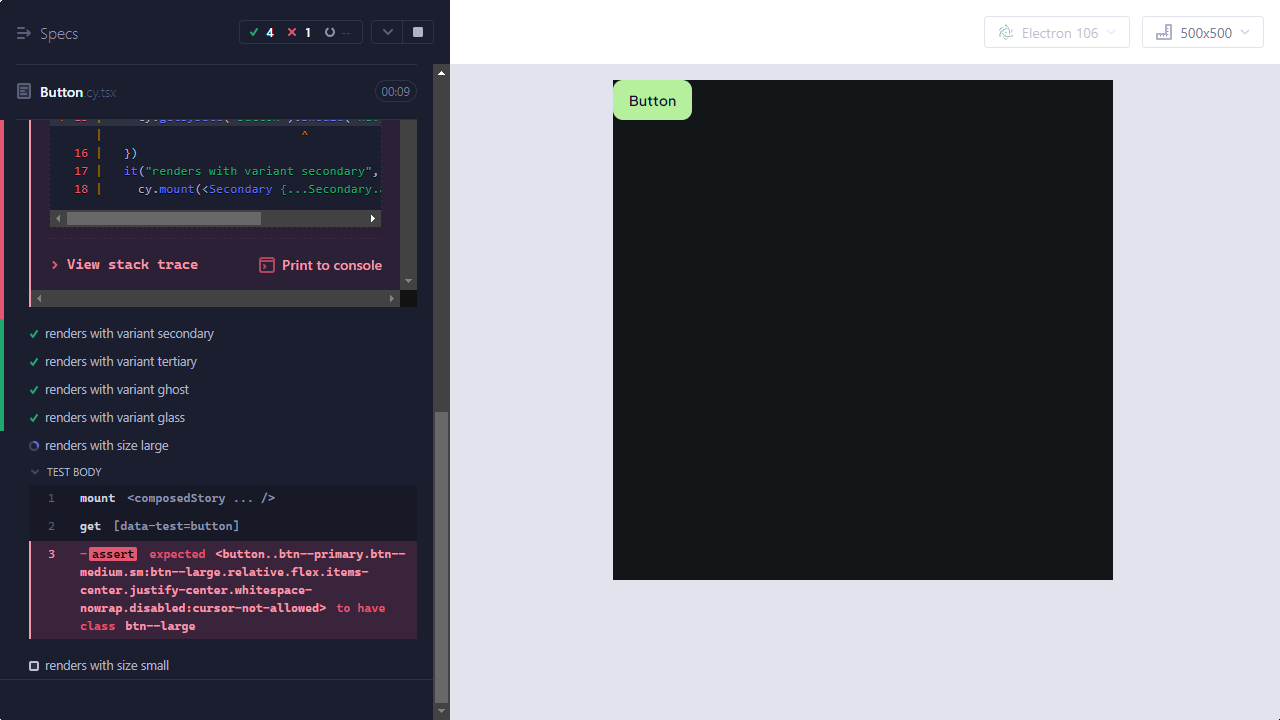 Specs
4
1
--
Electron 106
500x500
Button.cy.tsx
00:09
|
^
16 | })
17 | it("renders with variant secondary",
18 | cy.mount(<Secondary {...Secondary.a
> View stack trace
Print to console
renders with variant secondary
renders with variant tertiary
renders with variant ghost
renders with variant glass
renders with size large
TEST BODY
1 mount <composedStory ... />
2 get [data-test=button]
3 -assert expected <button..btn--primary.btn--
medium.sm:btn--large.relative.flex.items-
center.justify-center.whitespace-
nowrap.disabled:cursor-not-allowed> to have
class btn--large
renders with size small
Button